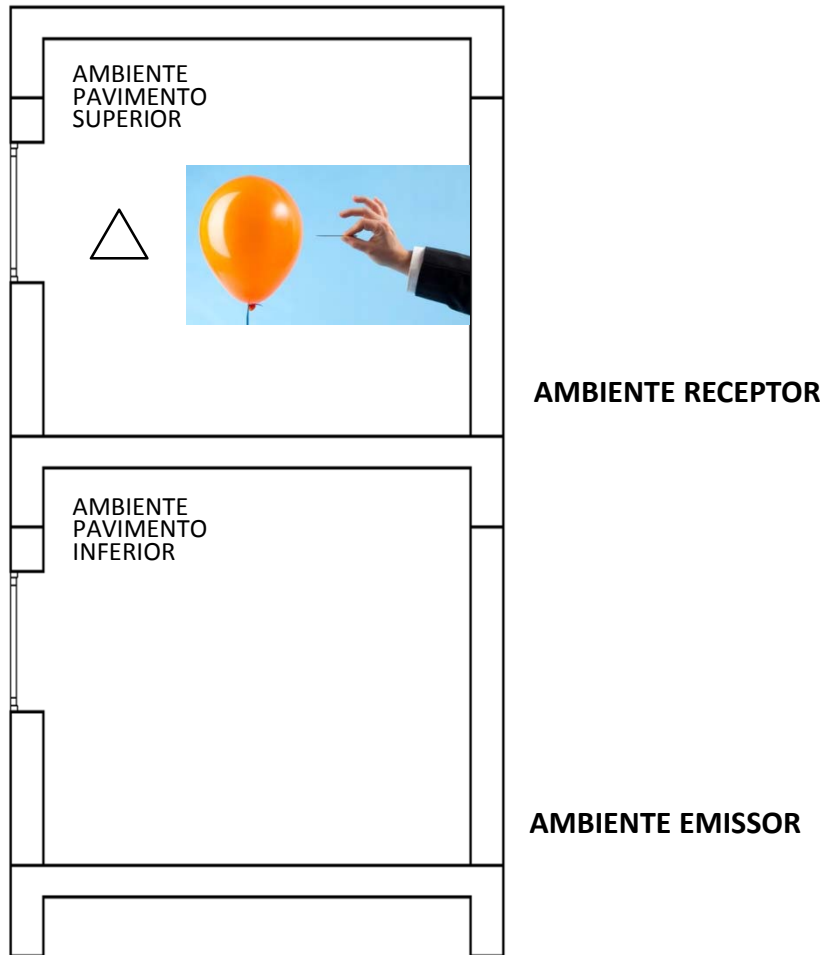 AMBIENTE
PAVIMENTO
SUPERIOR
AMBIENTE RECEPTOR
AMBIENTE
PAVIMENTO
INFERIOR
AMBIENTE EMISSOR